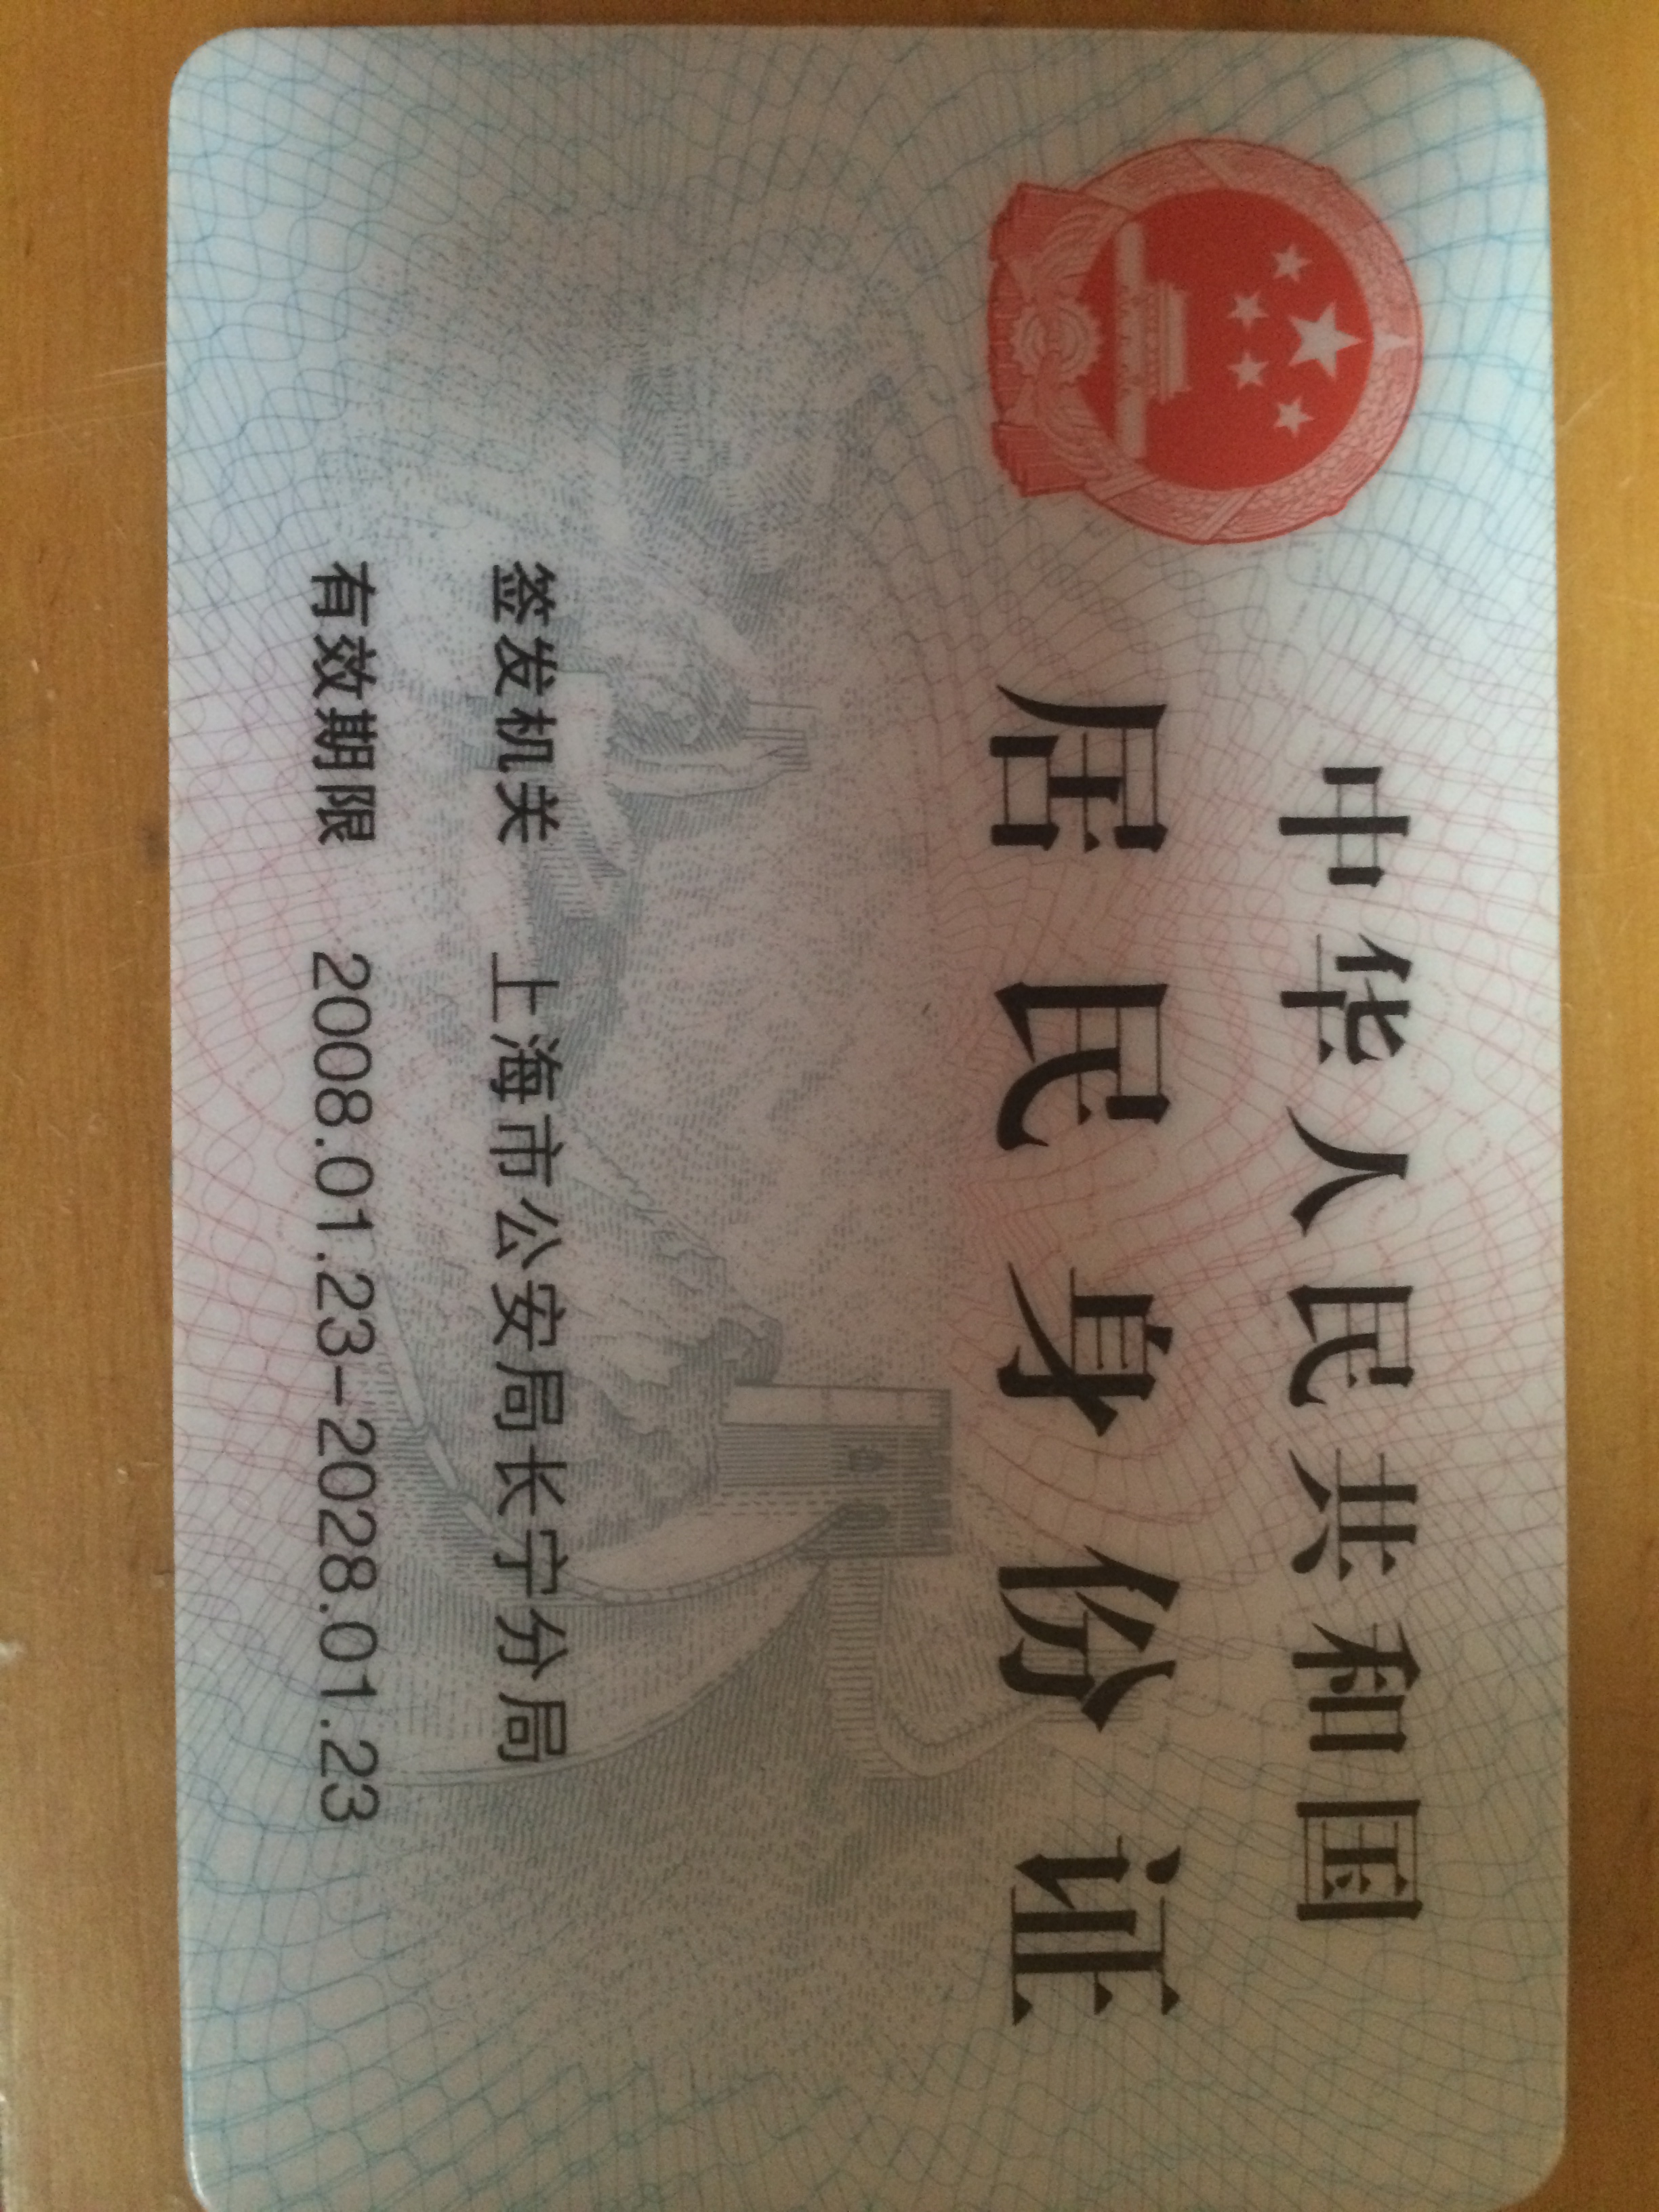 中华人民共和国
居民身份证
签发机关 上海市公安局长宁分局
有效期限 2008.01.23-2028.01.23